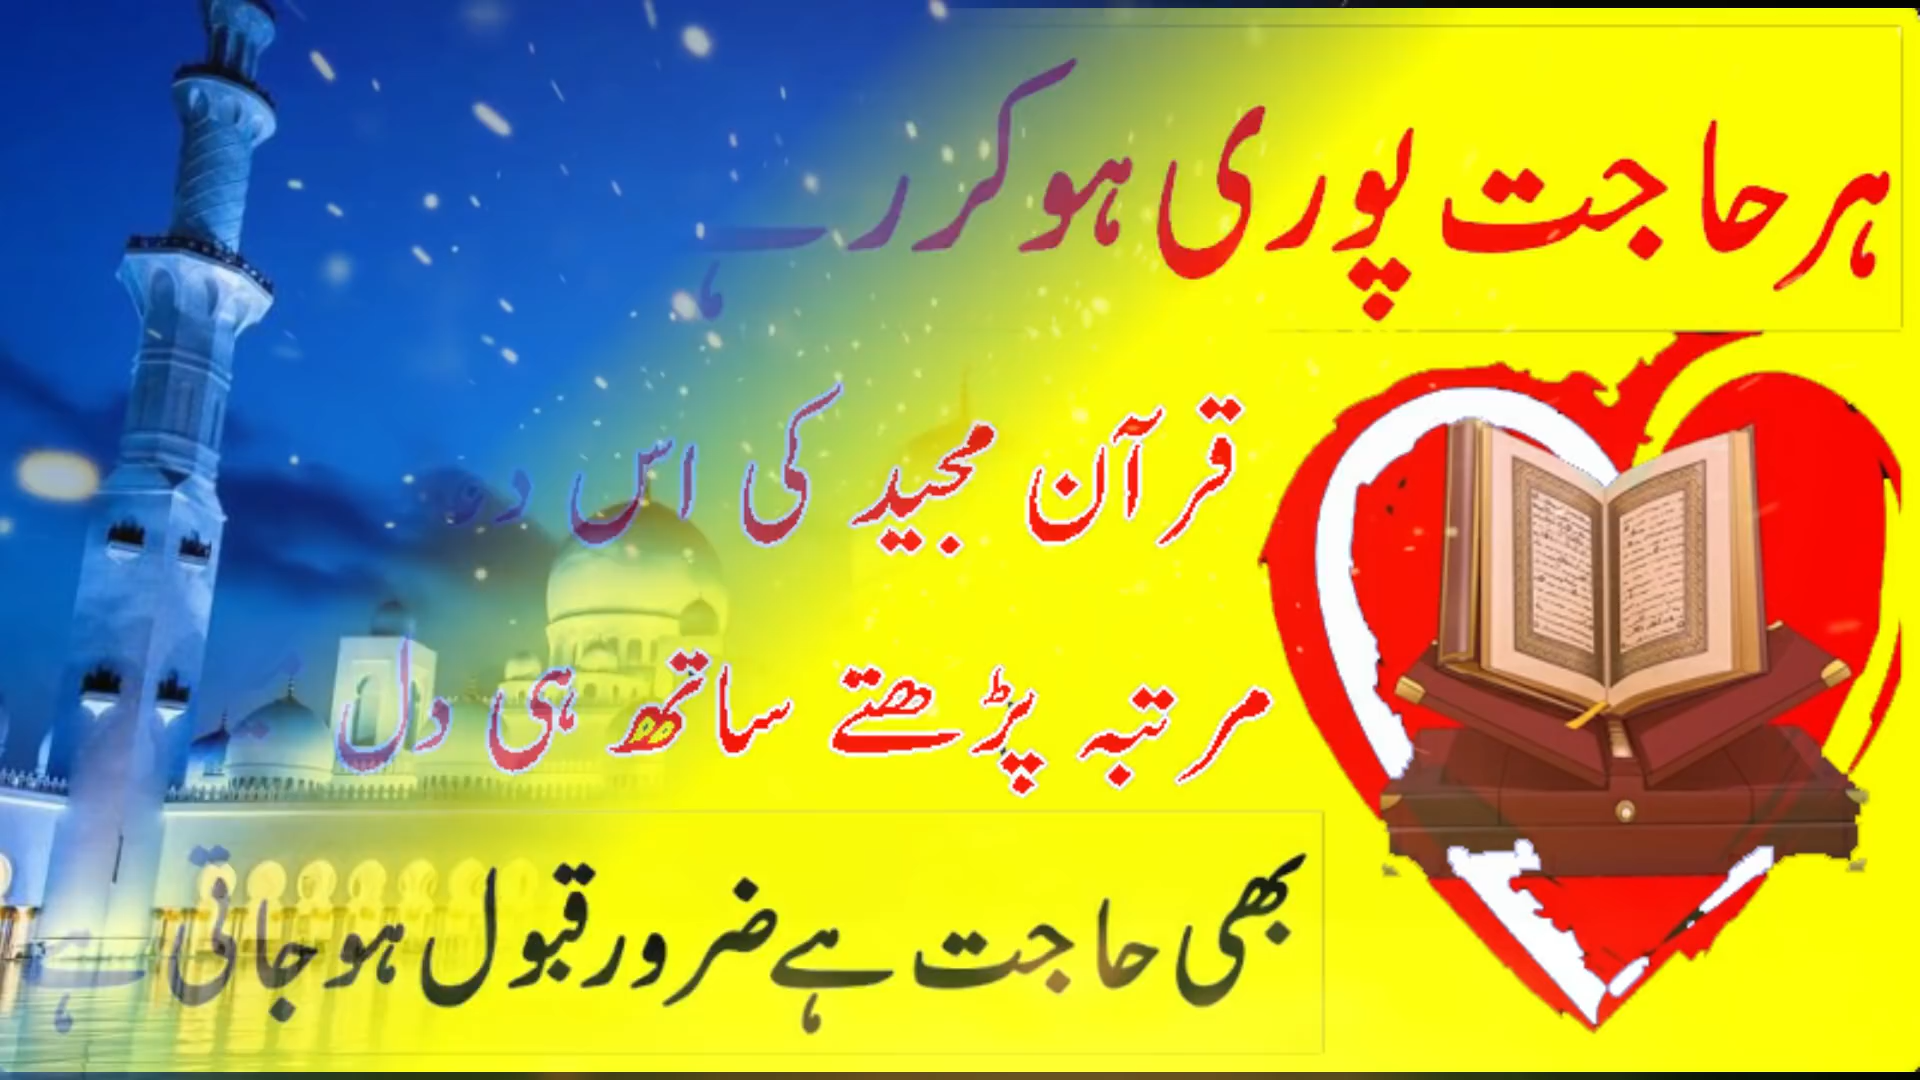 ہر حاجت پوری ہو کر رہے
قرآن مجید کی اس
مرتبہ پڑھتے ساتھ ہی دل
بھی حاجت ہے ضرور قبول ہو جاتی ہے